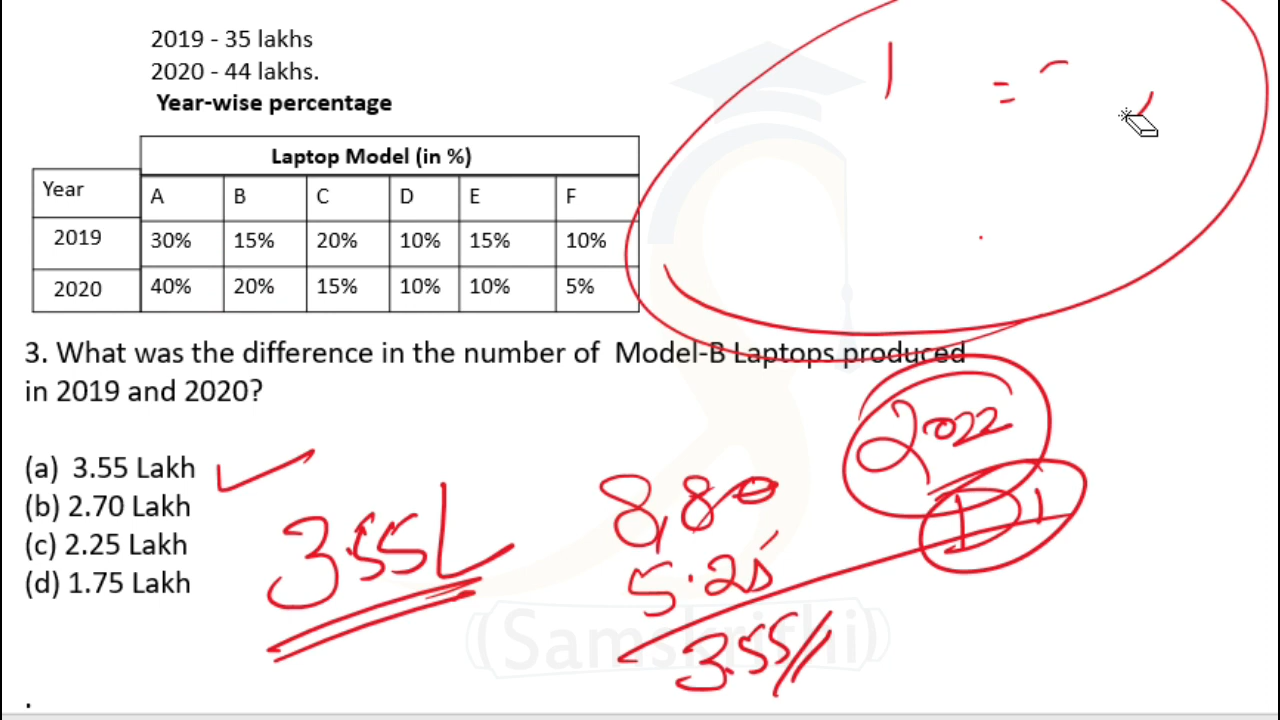 2019 - 35 lakhs
2020 - 44 lakhs.
Year-wise percentage
Laptop Model (in %)
Year A B C D E F
2019 30% 15% 20% 10% 15% 10%
2020 40% 20% 15% 10% 10% 5%
3. What was the difference in the number of Model-B Laptops produced
in 2019 and 2020?
2022
(a) 3.55 Lakh
(b) 2.70 Lakh
(c) 2.25 Lakh
(d) 1.75 Lakh
3.55L
8,80
5.25
3.55
DI
(Samskrithi)
.